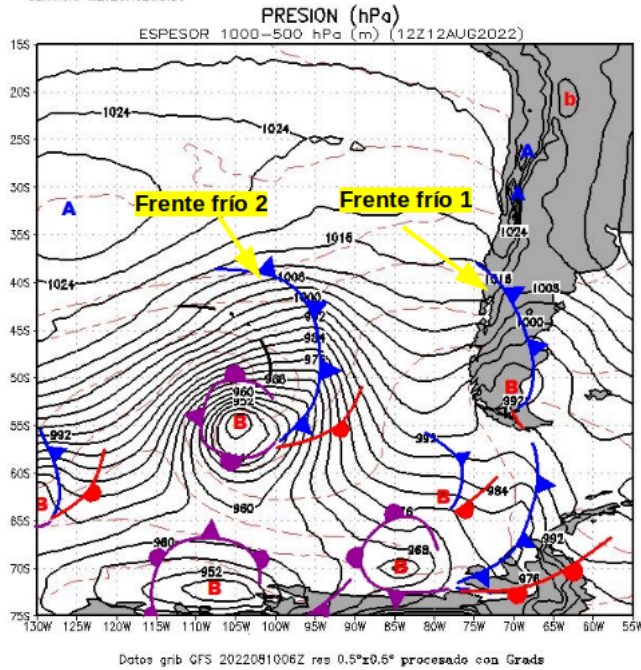 PRESION (hPa)
ESPESOR 1000-500 hPa (m) (12Z12AUG2022)
15S
20S
25S
30S
35S
40S
45S
50S
55S
60S
65S
70S
75S
1024
1024
b
A
A
A
Frente frío 2
Frente frío 1
1024
1016
1024
1016
1008
1008
1000
1000
992
984
976
988
960
952
B
B
992
992
992
B
B
984
976
960
992
968
960
952
B
B
976
130W
125W
120W
115W
110W
105W
100W
95W
90W
85W
80W
75W
70W
65W
60W
55W
Datos grib GFS 2022081006Z res 0.5°x0.5° procesado con Grads